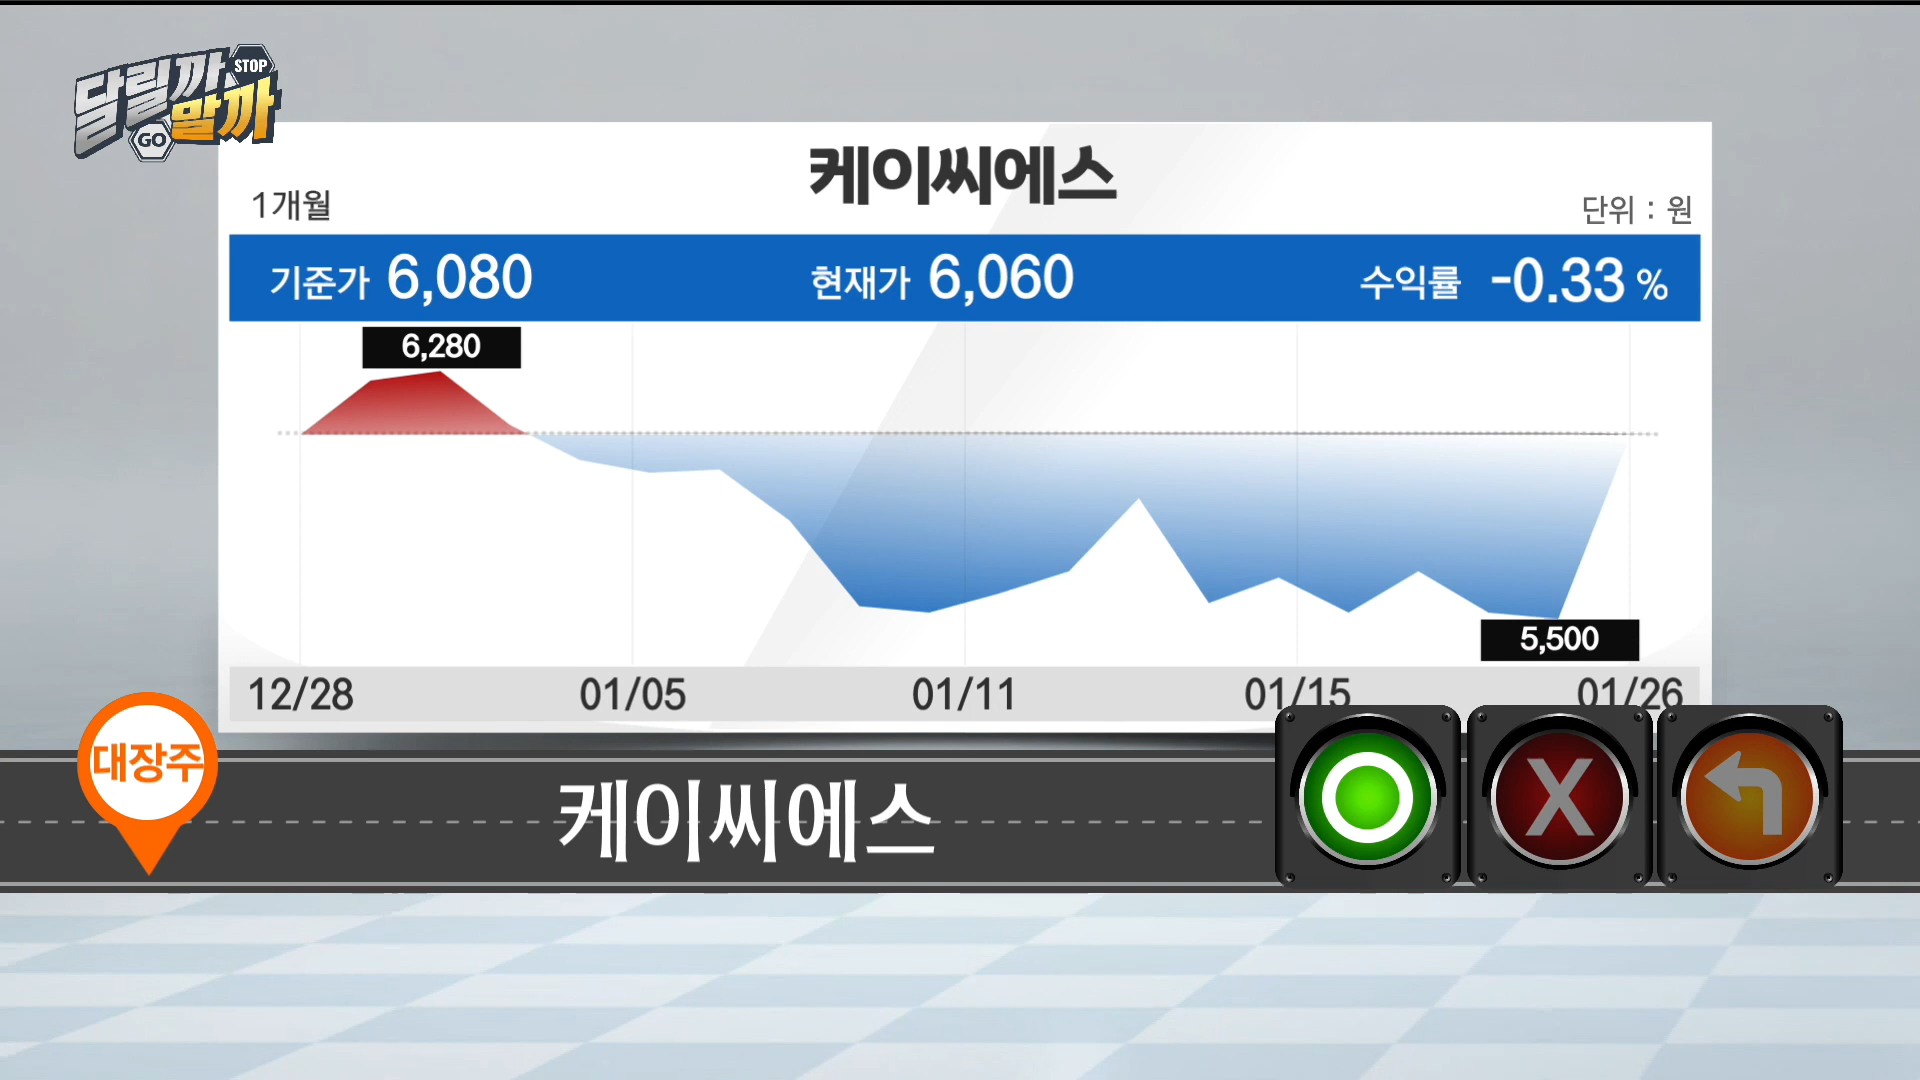 달릴까 STOP
GO 말까
케이씨에스
1개월
단위 : 원
기준가 6,080 현재가 6,060 수익률 -0.33 %
6,280
5,500
12/28 01/05 01/11 01/15 01/26
대장주
케이씨에스
X